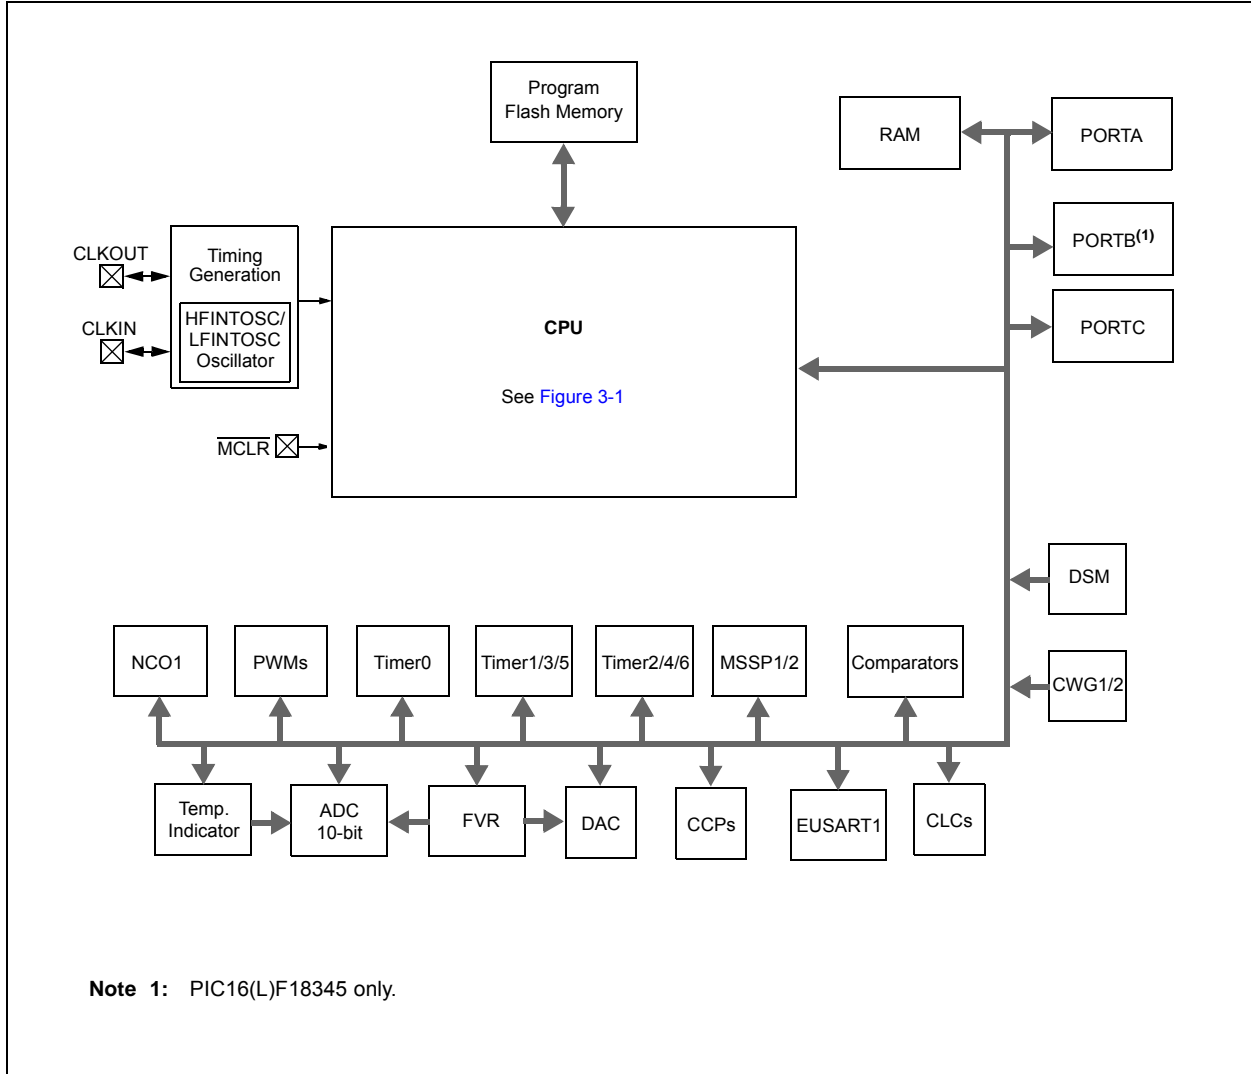 Program
Flash Memory
RAM
PORTA
CLKOUT
Timing
Generation
PORTB(1)
HFINTOSC/
LFINTOSC
Oscillator
CLKIN
CPU
PORTC
See Figure 3-1
MCLR
DSM
NCO1
PWMs
Timer0
Timer1/3/5
Timer2/4/6
MSSP1/2
Comparators
CWG1/2
Temp.
Indicator
ADC
10-bit
FVR
DAC
CCPs
EUSART1
CLCs
Note 1: PIC16(L)F18345 only.